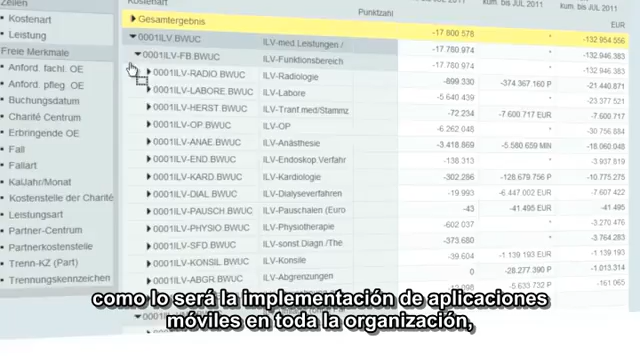 Zeilen
Kostenart
Leistung
Freie Merkmale
Anford. fachl. OE
Anford. pfleg. OE
Buchungsdatum
Charité Centrum
Erbringende OE
Fall
Fallart
KalJahr/Monat
Kostenstelle der Charité
Leistungsart
Partner-Centrum
Partnerkostenstelle
Trenn-KZ (Part)
Trennungskennzeichen
Kostenart Punktzahl kum. bis JUL 2011 kum. bis JUL 2011
EUR
Gesamtergebnis -17 800 578 * -132 954 556
0001ILV.BWUC ILV-med Leistungen / -17 780 974 * -132 946 383
0001ILV-FB.BWUC ILV-Funktionsbereich -17 780 974 * -132 946 383
0001ILV-RADIO.BWUC ILV-Radiologie -899 330 -374 367,160 P -21 440 871
0001ILV-LABORE.BWUC ILV-Labore -5 640 439 * -23 377 521
0001ILV-HERST.BWUC ILV-Tranf.med/Stammz -72 234 -7 600.717 EUR -7 600 717
0001ILV-OP.BWUC ILV-OP -6 262 048 * -30 756 884
0001ILV-ANAE.BWUC ILV-Anästhesie -3 418 869 -5 580.659 MIN -18 060 048
0001ILV-END.BWUC ILV-Endoskop.Verfahr -138 313 * -3 937 819
0001ILV-KARD.BWUC ILV-Kardiologie -302 286 -128 679,756 P -10 775 275
0001ILV-DIAL.BWUC ILV-Dialyseverfahren -19 993 -6 447.002 EUR -7 607 422
0001ILV-PAUSCH.BWUC ILV-Pauschalen (Euro -43 -41.495 EUR -41 495
0001ILV-PHYSIO.BWUC ILV-Physiotherapie -602 037 * -3 270 476
0001ILV-SFD.BWUC ILV-sonst.Diagn./The -373 680 * -3 764 283
0001ILV-KONSIL.BWUC ILV-Konsile -39 604 -1 139.193 EUR -1 139 193
0001ILV-ABGR.BWUC ILV-Abgrenzungen 0 -28 277,390 P -1 013 314
-5 633,732 P -161 065
como lo será la implementación de aplicaciones
móviles en toda la organización,